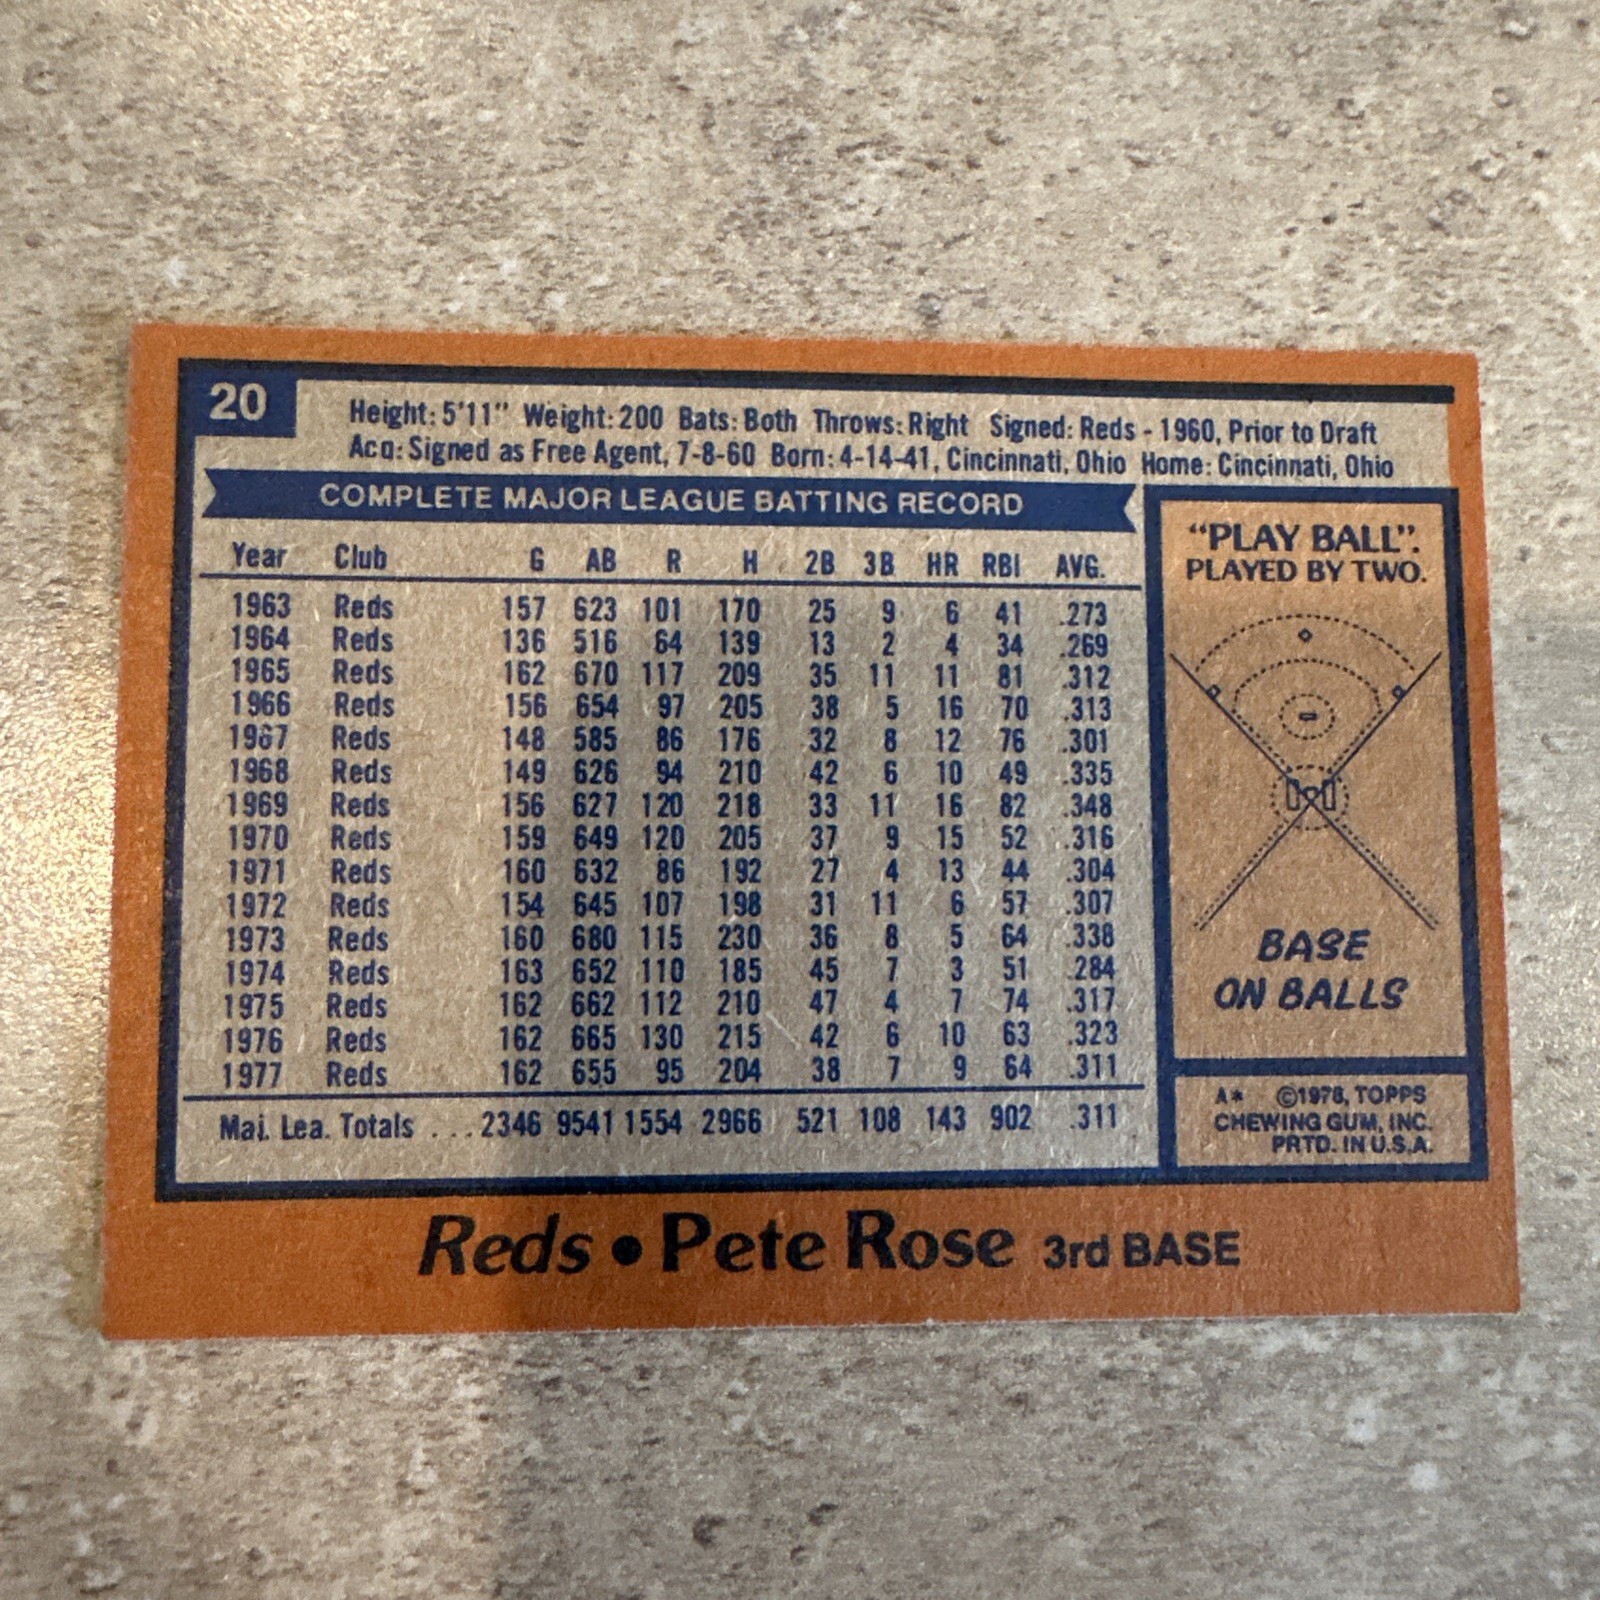 20
Height: 5'11" Weight: 200 Bats: Both Throws: Right Signed: Reds - 1960, Prior to Draft
Acq: Signed as Free Agent, 7-8-60 Born: 4-14-41, Cincinnati, Ohio Home: Cincinnati, Ohio
COMPLETE MAJOR LEAGUE BATTING RECORD
Year Club G AB R H 2B 3B HR RBI AVG.
1963 Reds 157 623 101 170 25 9 6 41 .273
1964 Reds 136 516 64 139 13 2 4 34 .269
1965 Reds 162 670 117 209 35 11 11 81 .312
1966 Reds 156 654 97 205 38 5 16 70 .313
1967 Reds 148 585 86 176 32 8 12 76 .301
1968 Reds 149 626 94 210 42 6 10 49 .335
1969 Reds 156 627 120 218 33 11 16 82 .348
1970 Reds 159 649 120 205 37 9 15 52 .316
1971 Reds 160 632 86 192 27 4 13 44 .304
1972 Reds 154 645 107 198 31 11 6 57 .307
1973 Reds 160 680 115 230 36 8 5 64 .338
1974 Reds 163 652 110 185 45 7 3 51 .284
1975 Reds 162 662 112 210 47 4 7 74 .317
1976 Reds 162 665 130 215 42 6 10 63 .323
1977 Reds 162 655 95 204 38 7 9 64 .311
Maj. Lea. Totals ... 2346 9541 1554 2966 521 108 143 902 .311
"PLAY BALL".
PLAYED BY TWO.
BASE
ON BALLS
A* ©1978, TOPPS
CHEWING GUM, INC.
PRTD. IN U.S.A.
Reds • Pete Rose 3rd BASE